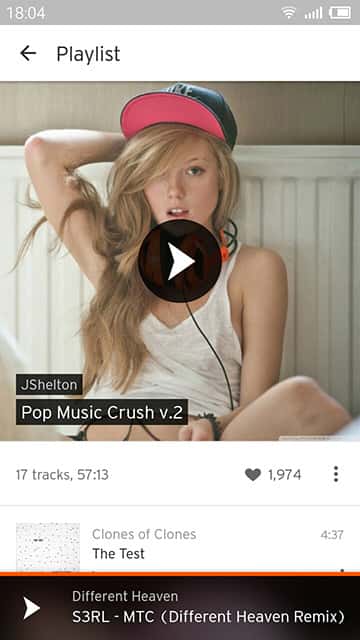 18:04
Playlist
JShelton
Pop Music Crush v.2
17 tracks, 57:13
1,974
Clones of Clones
4:37
The Test
Different Heaven
S3RL - MTC (Different Heaven Remix)